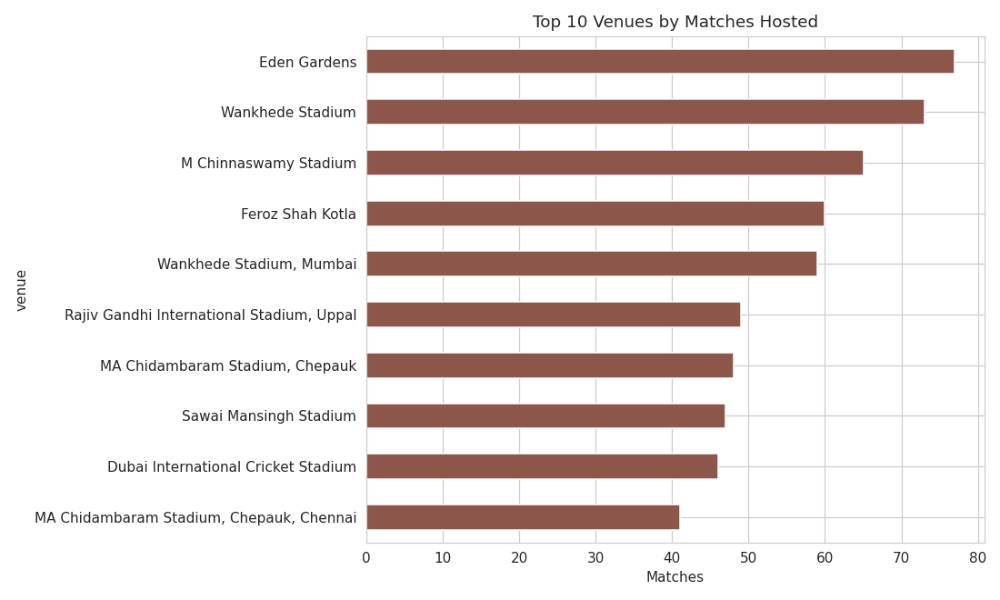 Top 10 Venues by Matches Hosted
Eden Gardens
Wankhede Stadium
M Chinnaswamy Stadium
Feroz Shah Kotla
Wankhede Stadium, Mumbai
Rajiv Gandhi International Stadium, Uppal
MA Chidambaram Stadium, Chepauk
Sawai Mansingh Stadium
Dubai International Cricket Stadium
MA Chidambaram Stadium, Chepauk, Chennai
venue
0 10 20 30 40 50 60 70 80
Matches